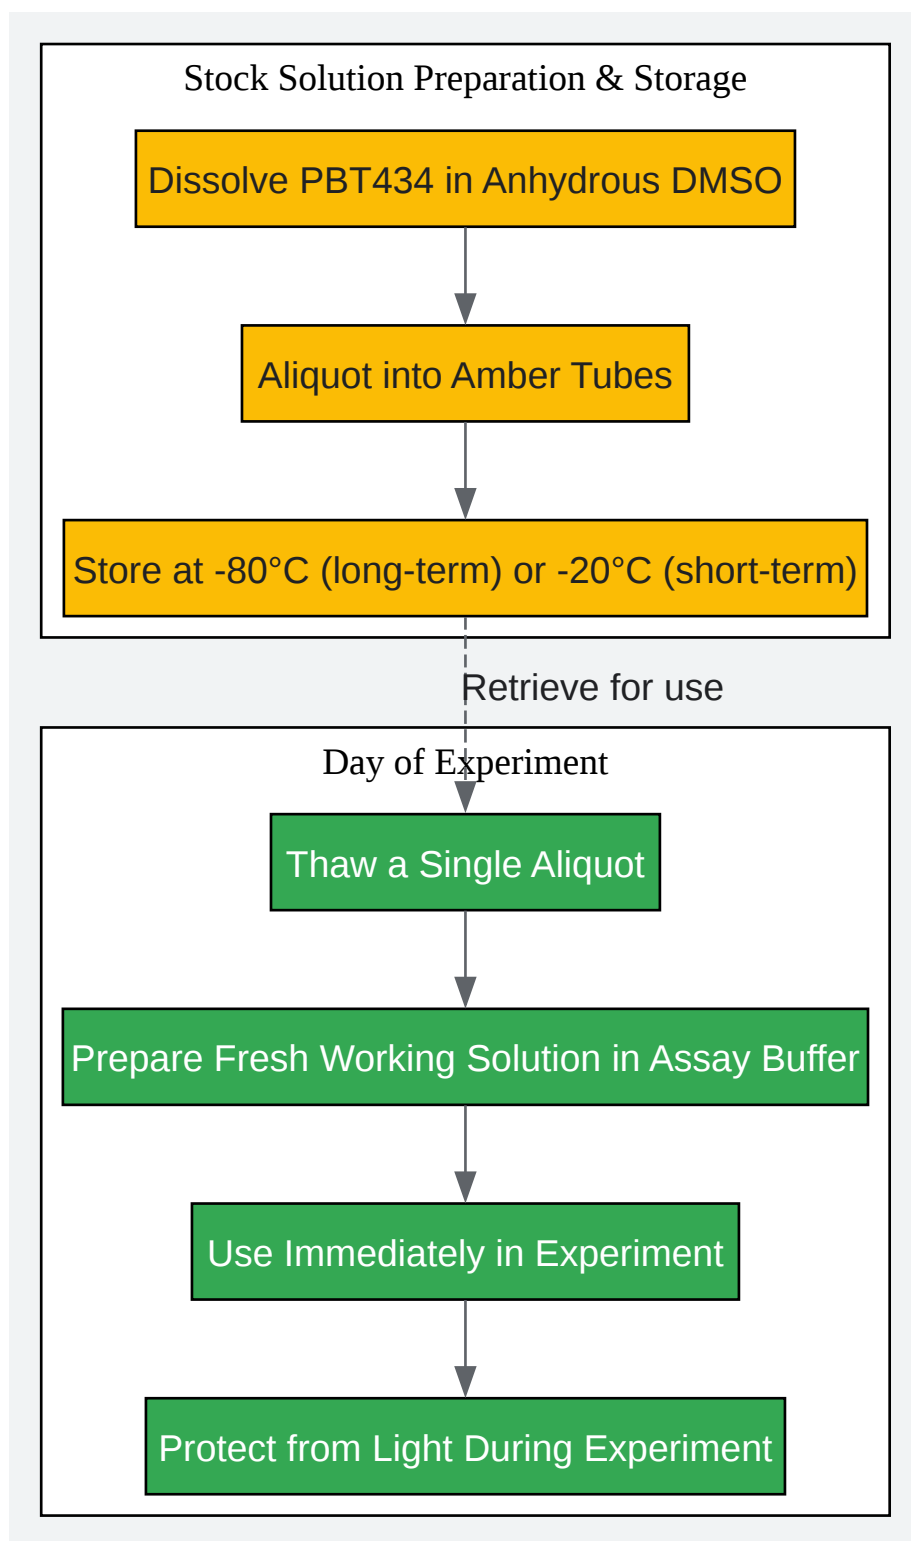 Stock Solution Preparation & Storage
Dissolve PBT434 in Anhydrous DMSO
Aliquot into Amber Tubes
Store at -80°C (long-term) or -20°C (short-term)
Retrieve for use
Day of Experiment
Thaw a Single Aliquot
Prepare Fresh Working Solution in Assay Buffer
Use Immediately in Experiment
Protect from Light During Experiment